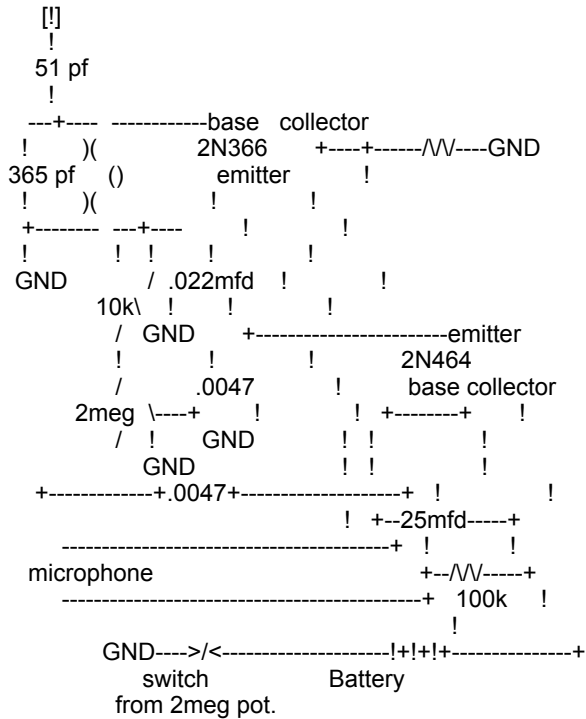 [!]
!
51 pf
!
---+---- ------------base collector
! )( 2N366 +----+------/\/\/----GND
365 pf () emitter !
! )( ! !
+-------- ---+---- ! !
! ! ! ! !
GND / .022mfd ! !
10k\ ! ! !
/ GND +------------------------emitter
! ! ! 2N464
/ .0047 ! base collector
2meg \----+ ! ! +--------+ !
/ ! GND ! ! !
GND ! ! !
+-------------+.0047+--------------------+ ! !
! +--25mfd-----+
-----------------------------------------+ ! !
microphone +--/\/\/-----+
---------------------------------------------+ 100k !
!
GND---->/<---------------------!+!+!+---------------+
switch Battery
from 2meg pot.